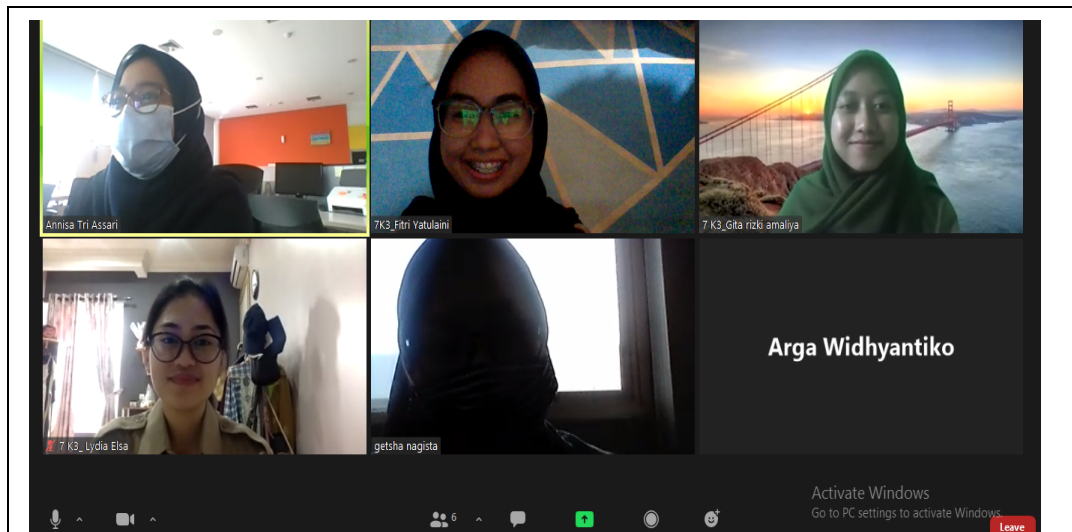 Annisa Tri Assari
7K3_Fitri Yatulaini
7 K3_Gita rizki amaliya
7 K3_ Lydia Elsa
getsha nagista
Arga Widhyantiko
Activate Windows
Go to PC settings to activate Windows.
6
Leave